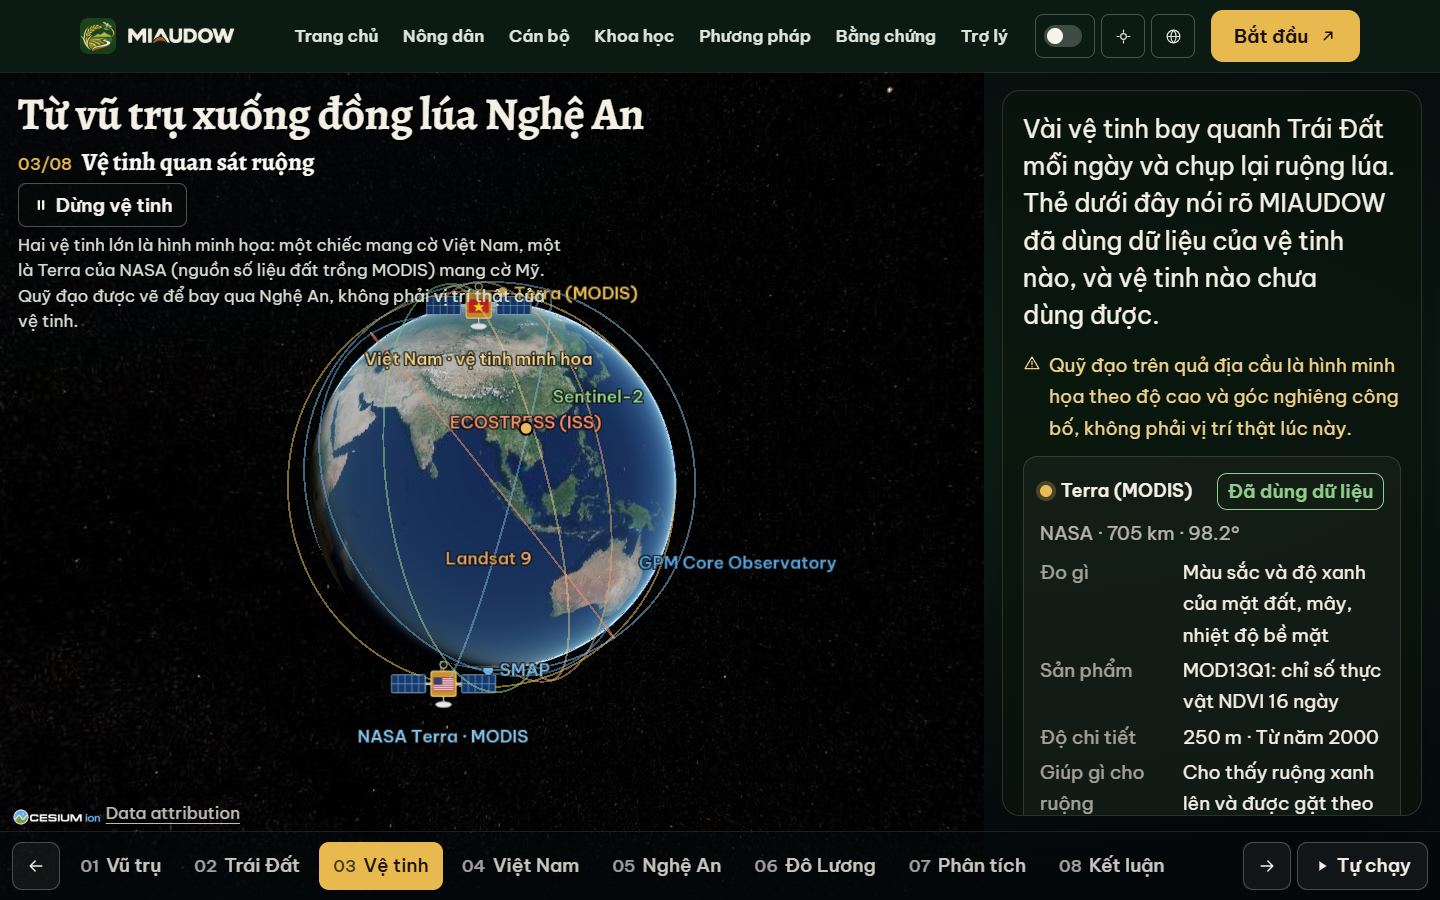 MIAUDOW
Trang chủ
Nông dân
Cán bộ
Khoa học
Phương pháp
Bằng chứng
Trợ lý
Bắt đầu
Từ vũ trụ xuống đồng lúa Nghệ An
03/08 Vệ tinh quan sát ruộng
Dừng vệ tinh
Hai vệ tinh lớn là hình minh họa: một chiếc mang cờ Việt Nam, một
là Terra của NASA (nguồn số liệu đất trồng MODIS) mang cờ Mỹ.
Quỹ đạo được vẽ để bay qua Nghệ An, không phải vị trí thật của
vệ tinh.
Terra (MODIS)
Việt Nam · vệ tinh minh họa
Sentinel-2
ECOSTRESS (ISS)
Landsat 9
GPM Core Observatory
SMAP
NASA Terra · MODIS
CESIUM ion
Data attribution
Vài vệ tinh bay quanh Trái Đất
mỗi ngày và chụp lại ruộng lúa.
Thẻ dưới đây nói rõ MIAUDOW
đã dùng dữ liệu của vệ tinh
nào, và vệ tinh nào chưa
dùng được.
Quỹ đạo trên quả địa cầu là hình minh
họa theo độ cao và góc nghiêng công
bố, không phải vị trí thật lúc này.
Terra (MODIS)
Đã dùng dữ liệu
NASA · 705 km · 98.2°
Đo gì
Màu sắc và độ xanh
của mặt đất, mây,
nhiệt độ bề mặt
Sản phẩm
MOD13Q1: chỉ số thực
vật NDVI 16 ngày
Độ chi tiết
250 m · Từ năm 2000
Giúp gì cho
ruộng
Cho thấy ruộng xanh
lên và được gặt theo
01 Vũ trụ
02 Trái Đất
03 Vệ tinh
04 Việt Nam
05 Nghệ An
06 Đô Lương
07 Phân tích
08 Kết luận
Tự chạy